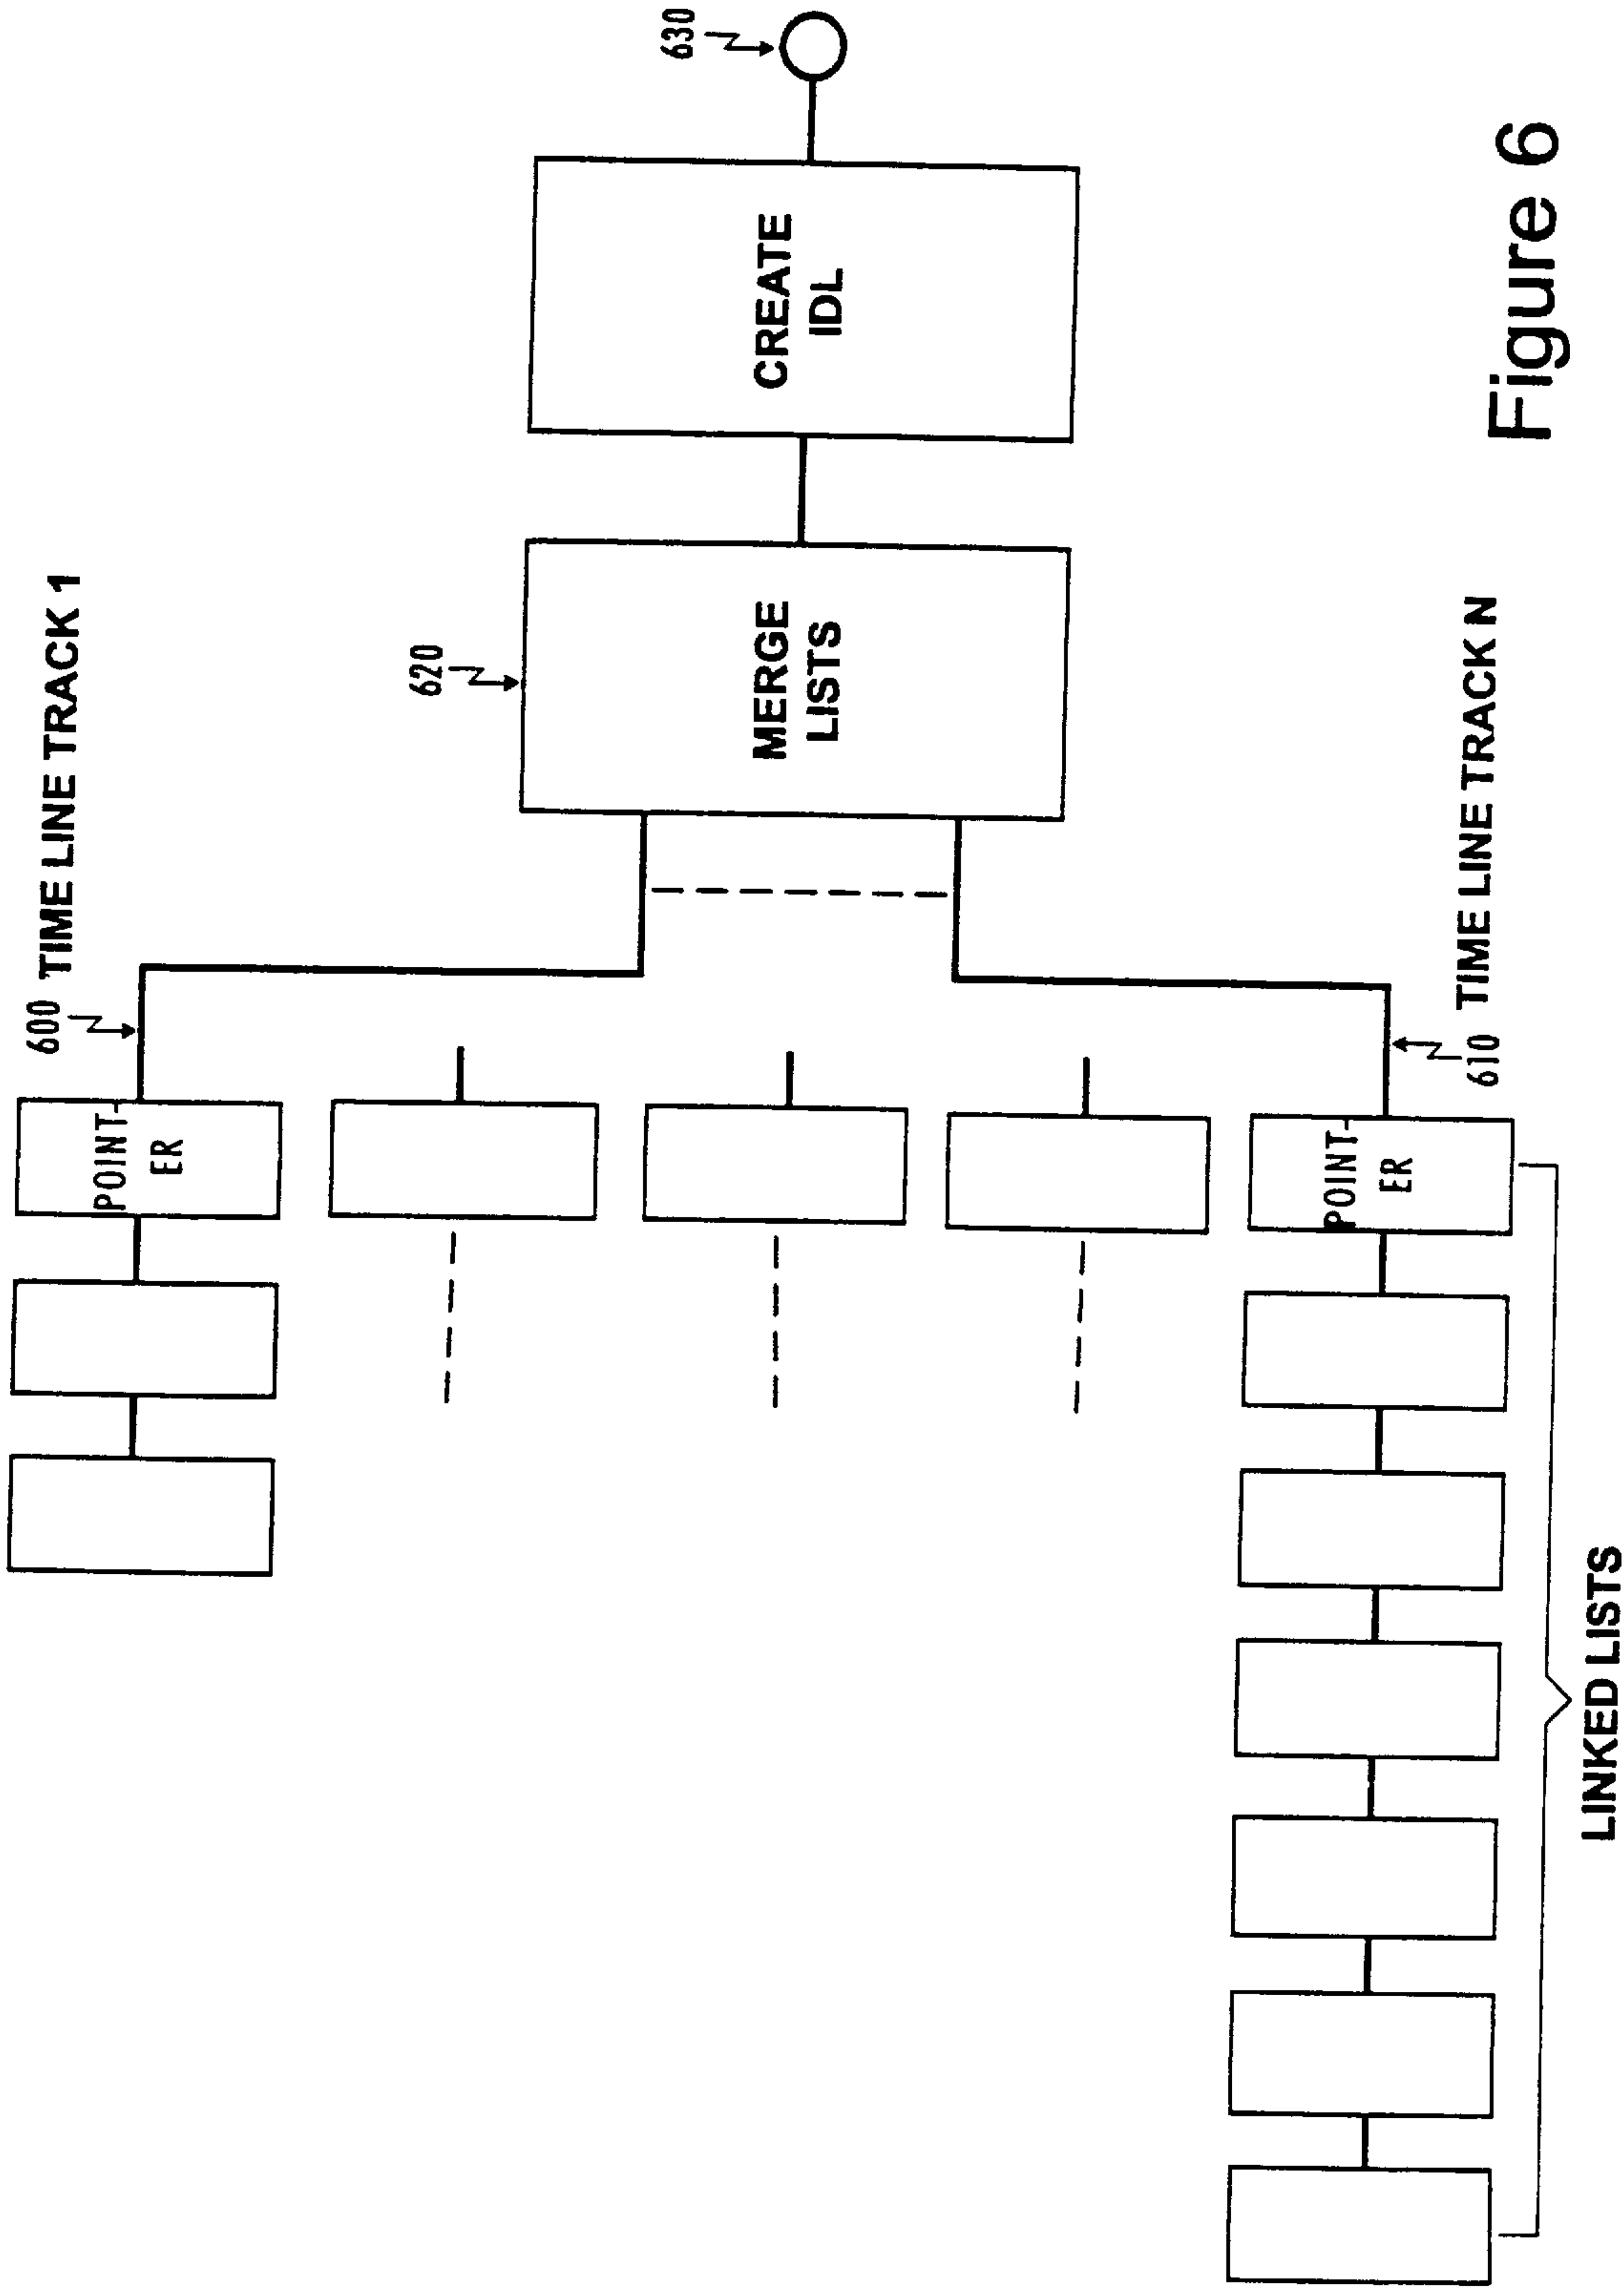 600
TIME LINE TRACK 1
POINT-
ER
620
MERGE
LISTS
CREATE
IDL
630
POINT-
ER
610
TIME LINE TRACK N
LINKED LISTS
Figure 6